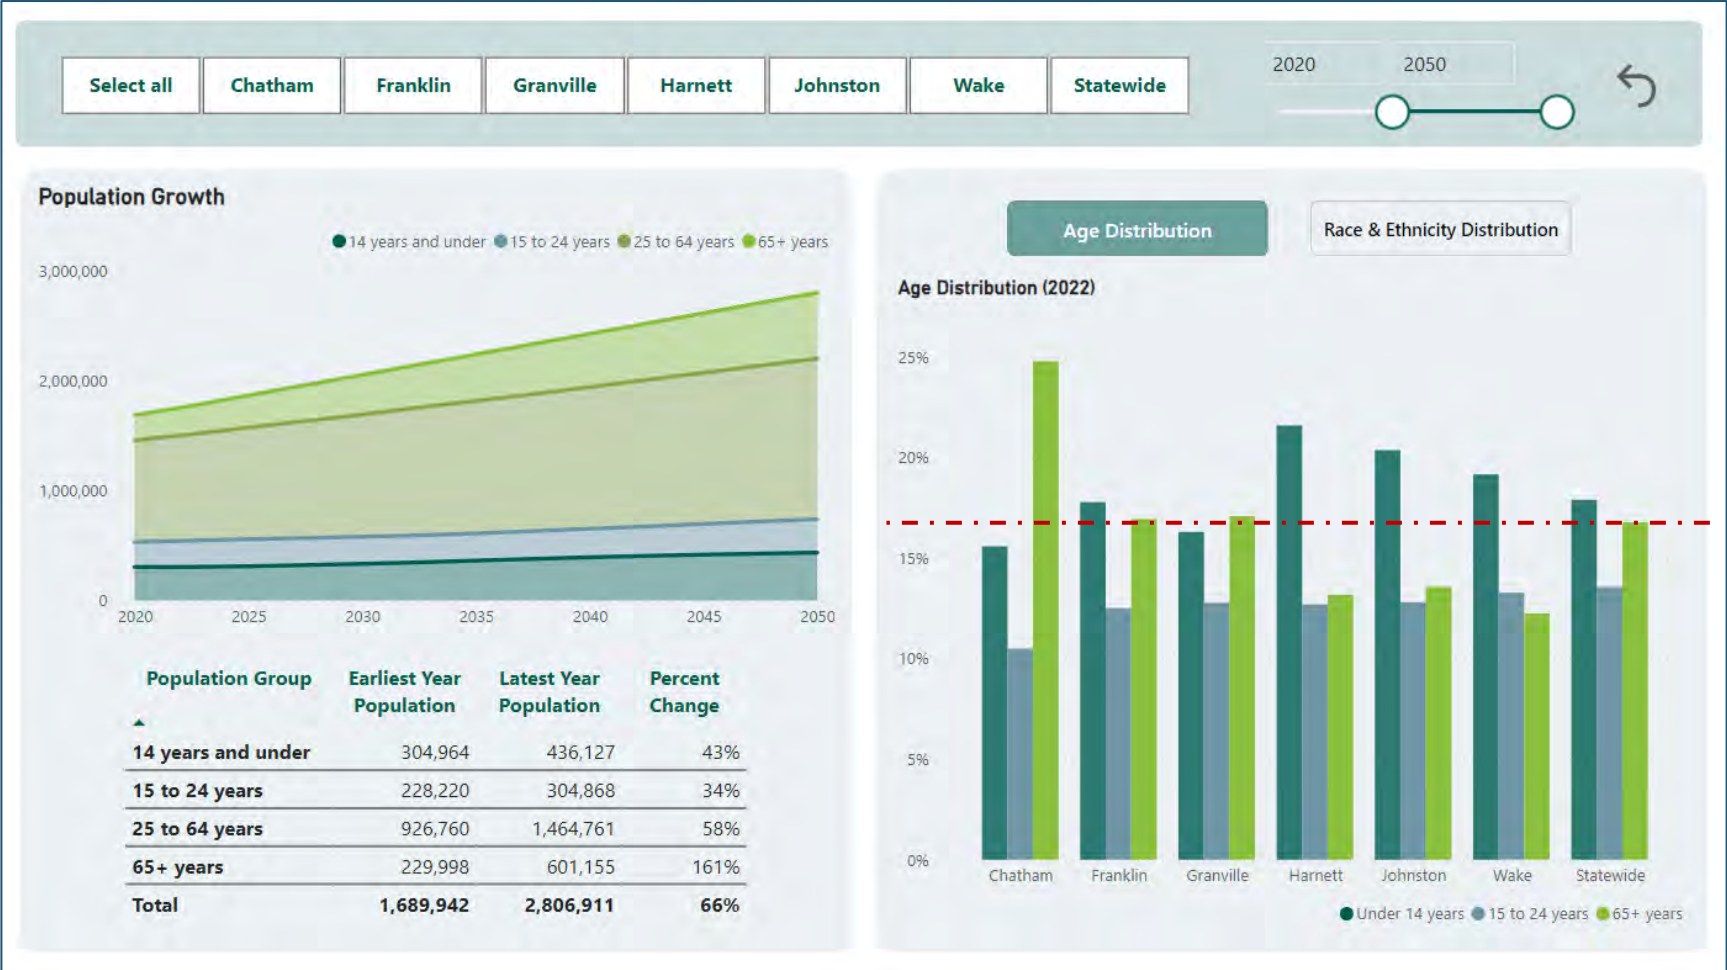 Select all Chatham Franklin Granville Harnett Johnston Wake Statewide
2020 2050
Population Growth
14 years and under 15 to 24 years 25 to 64 years 65+ years
3,000,000
2,000,000
1,000,000
0
2020 2025 2030 2035 2040 2045 2050
Population Group Earliest Year Population Latest Year Population Percent Change
14 years and under 304,964 436,127 43%
15 to 24 years 228,220 304,868 34%
25 to 64 years 926,760 1,464,761 58%
65+ years 229,998 601,155 161%
Total 1,689,942 2,806,911 66%
Age Distribution Race & Ethnicity Distribution
Age Distribution (2022)
25%
20%
15%
10%
5%
0%
Chatham Franklin Granville Harnett Johnston Wake Statewide
Under 14 years 15 to 24 years 65+ years